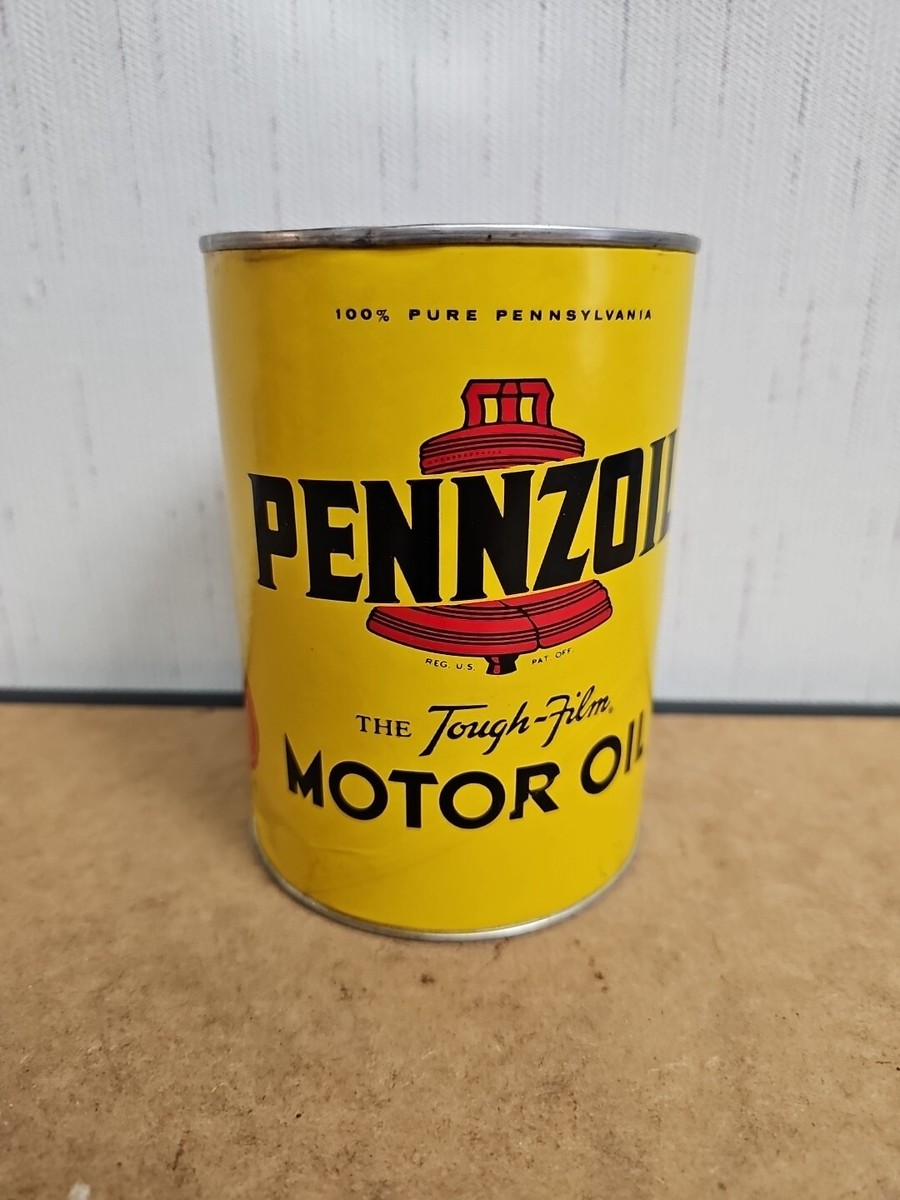 100% PURE PENNSYLVANIA
PENNZOIL
REG. U.S. PAT. OFF.
THE Tough-Film®
MOTOR OIL